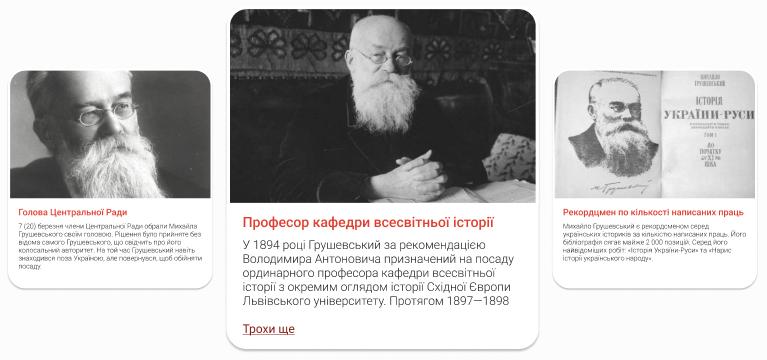 Голова Центральної Ради
7 (20) березня члени Центральної Ради обрали Михайла
Грушевського своїм головою. Рішення було прийняте без
відома самого Грушевського, що свідчить про його
колосальний авторитет. На той час Грушевський навіть
знаходився поза Україною, але повернувся, щоб обійняти
посаду.
Професор кафедри всесвітньої історії
У 1894 році Грушевський за рекомендацією
Володимира Антоновича призначений на посаду
ординарного професора кафедри всесвітньої
історії з окремим оглядом історії Східної Європи
Львівського університету. Протягом 1897—1898
Трохи ще
МИХАЙЛО
ГРУШЕВСЬКИЙ
ІСТОРІЯ
УКРАЇНИ-РУСИ
ТОМ I
ДО
ПОЧАТКУ
XI
ВІКА
М. Грушевський
Рекордцмен по кількості написаних праць
Михайло Грушевський є рекордсменом серед
українських істориків за кількістю написаних праць. Його
бібліографія сягає майже 2 000 позицій. Серед його
найвідоміших робіт: «Історія України-Руси» та «Нарис
історії українського народу».